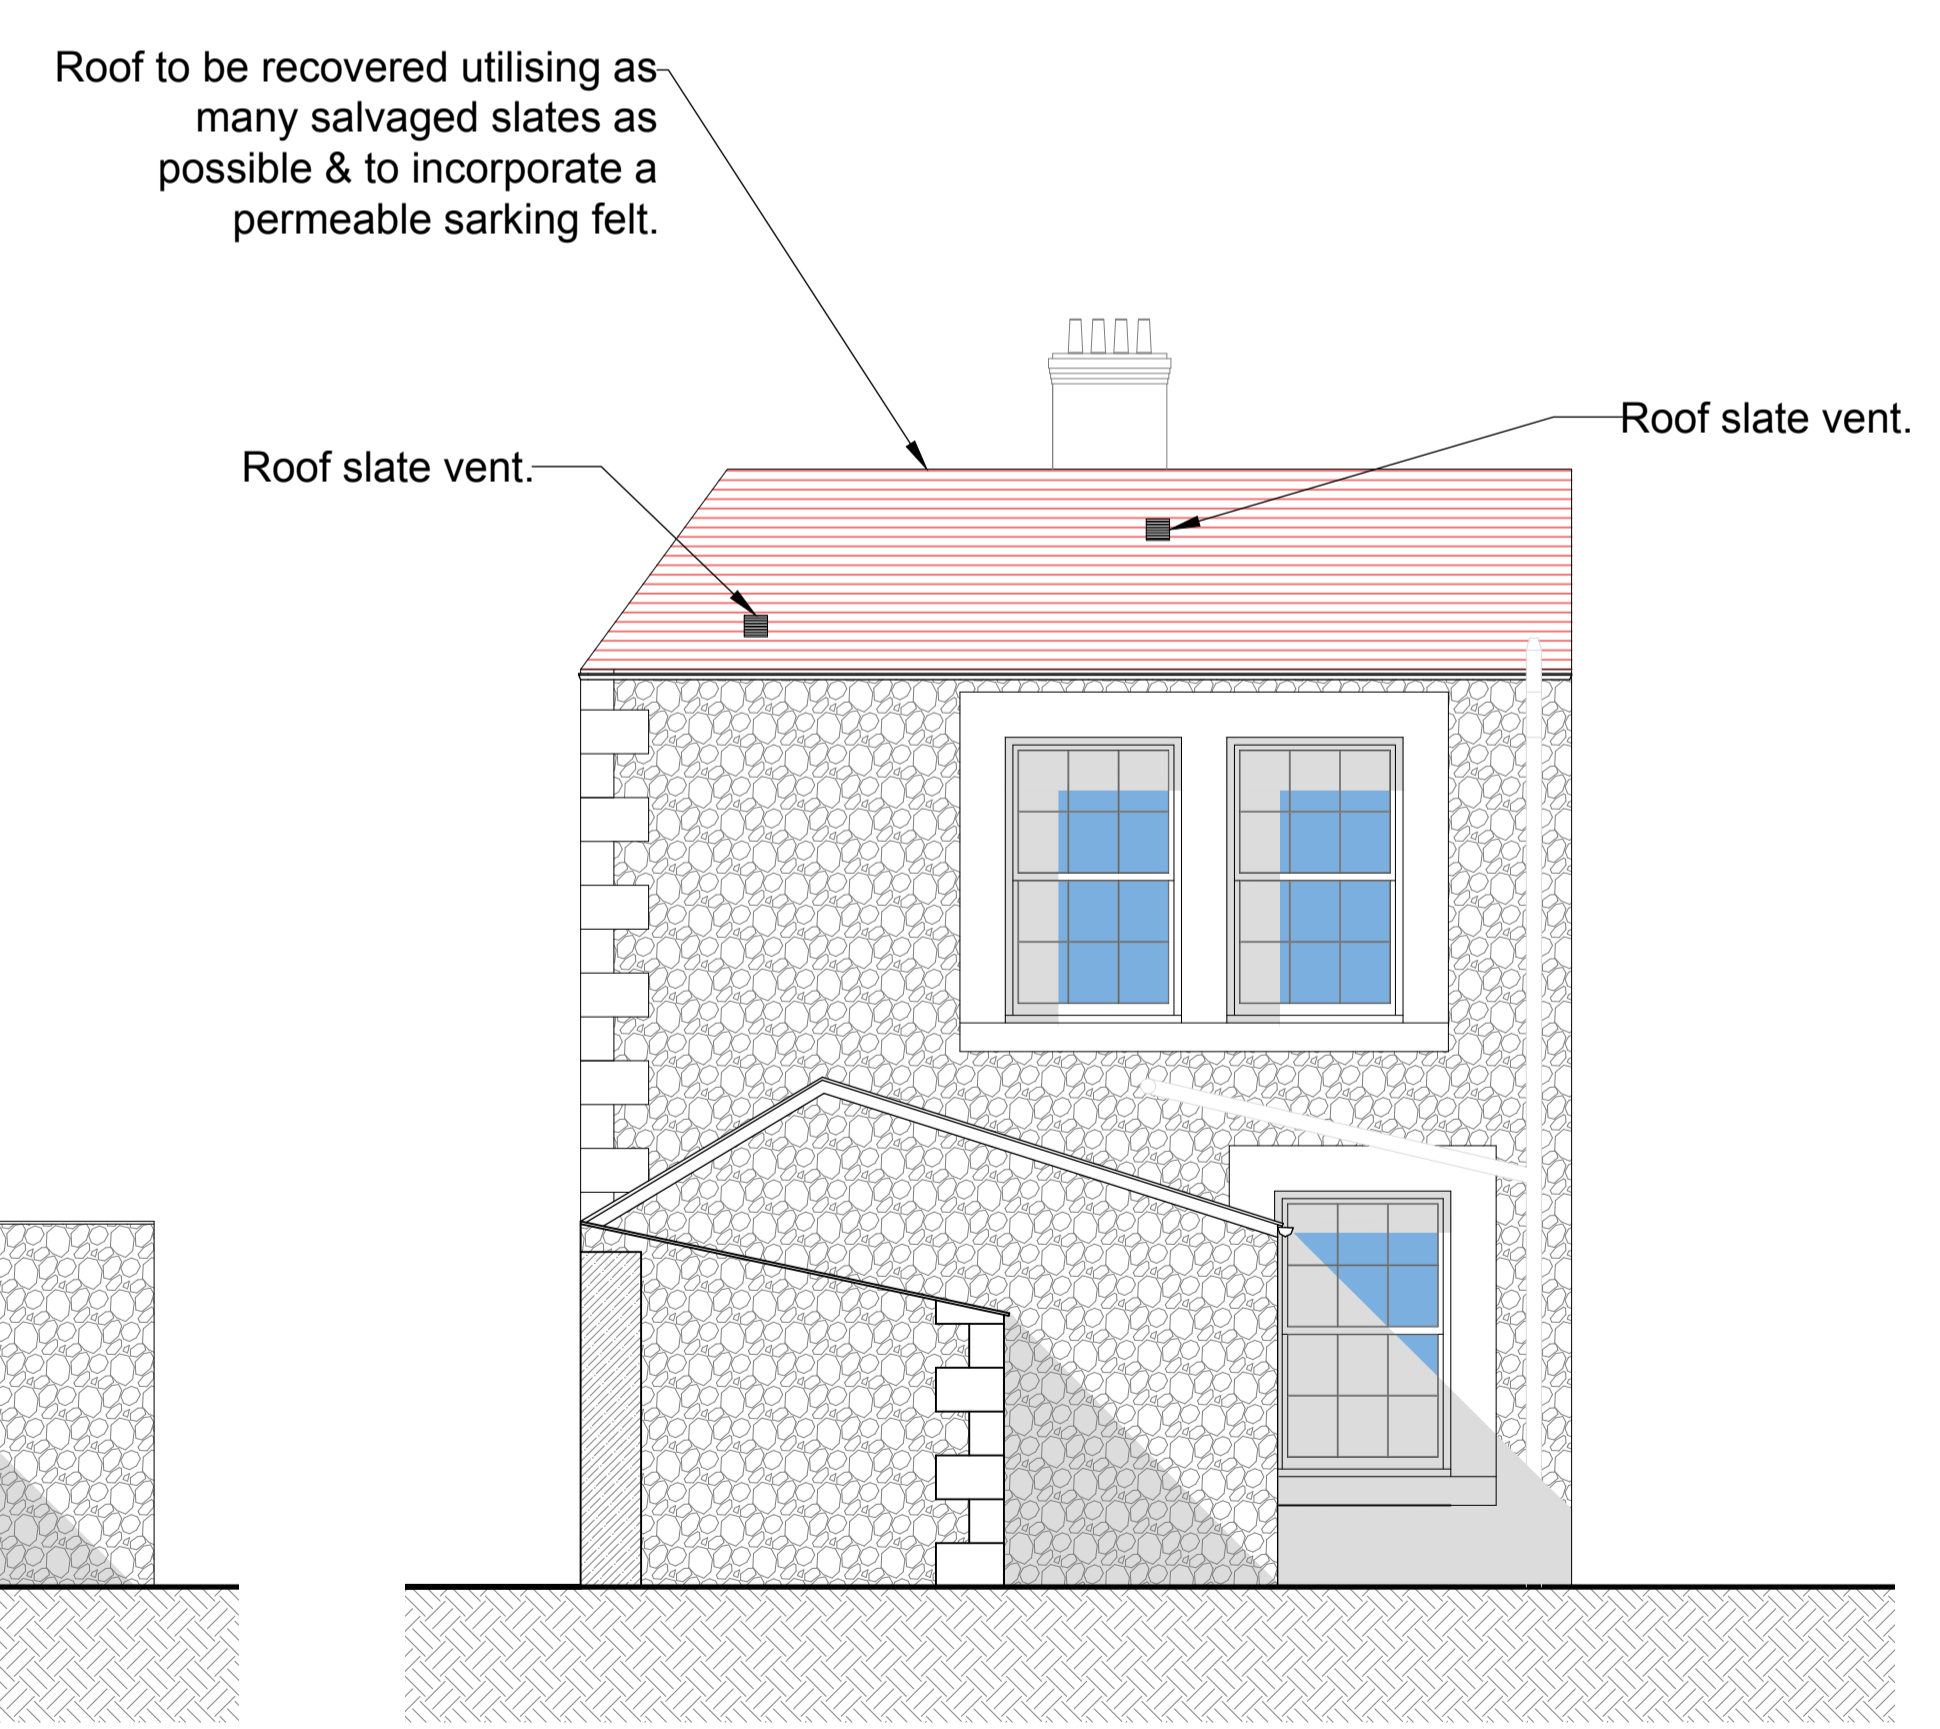 Roof to be recovered utilising as
many salvaged slates as
possible & to incorporate a
permeable sarking felt.
Roof slate vent.
Roof slate vent.